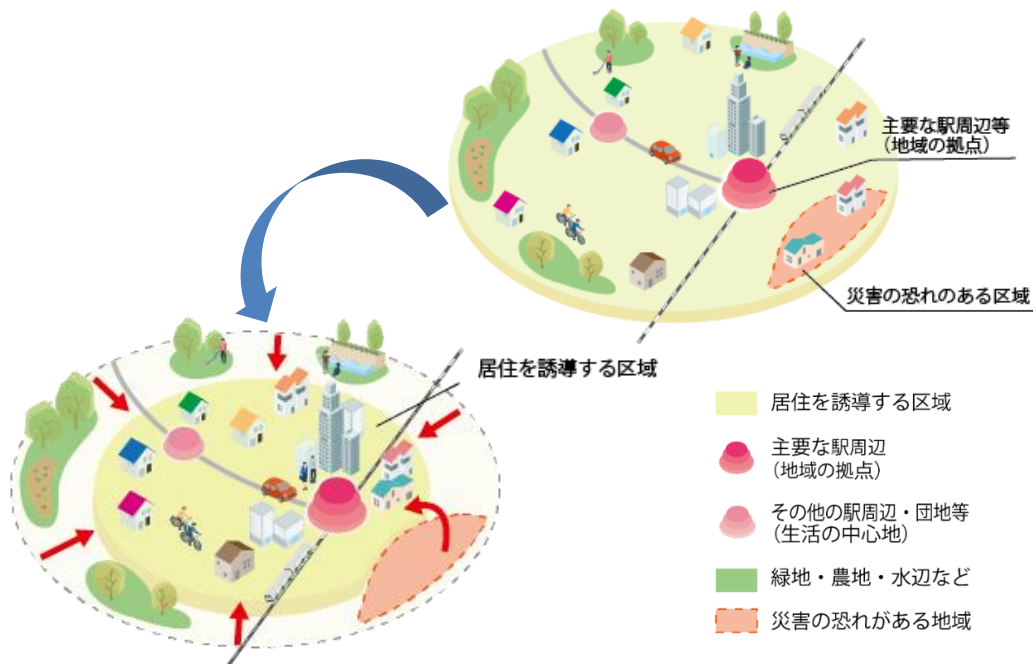 主要な駅周辺等
(地域の拠点)
災害の恐れのある区域
居住を誘導する区域
居住を誘導する区域
主要な駅周辺
(地域の拠点)
その他の駅周辺・団地等
(生活の中心地)
緑地・農地・水辺など
災害の恐れがある地域